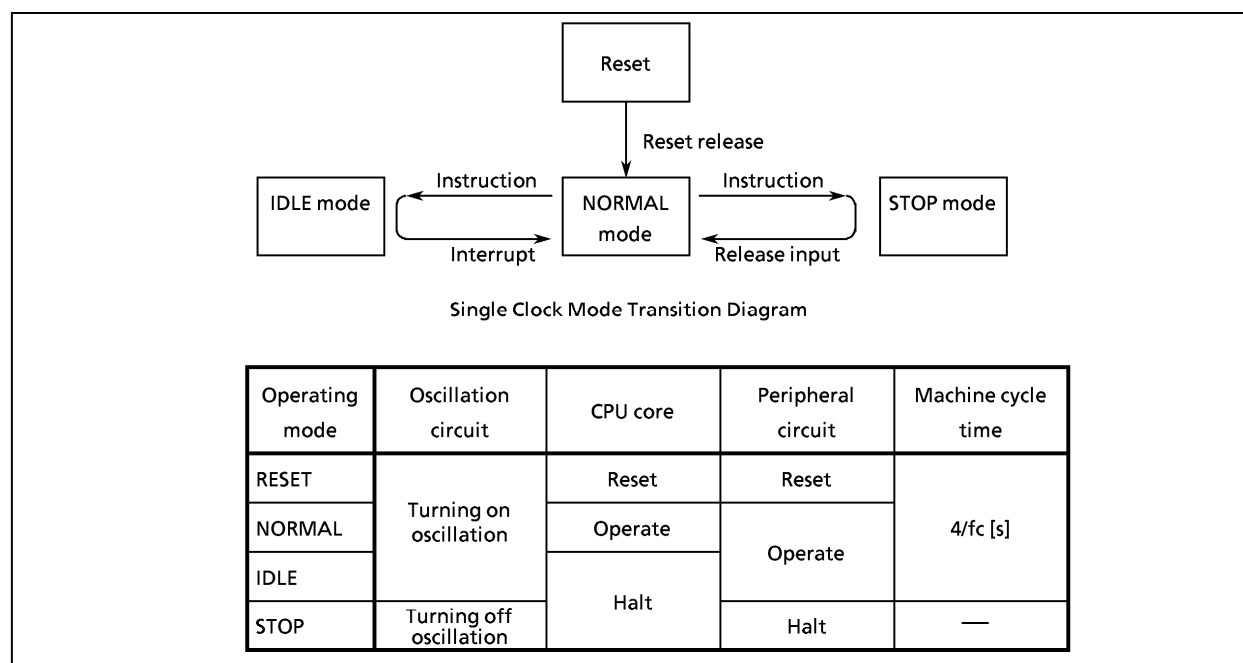 Reset
Reset release
IDLE mode
Instruction
Interrupt
NORMAL
mode
Instruction
Release input
STOP mode
Single Clock Mode Transition Diagram
Operating
mode
Oscillation
circuit
CPU core
Peripheral
circuit
Machine cycle
time
RESET
Turning on
oscillation
Reset
Reset
4/fc [s]
NORMAL
Operate
Operate
IDLE
Halt
STOP
Turning off
oscillation
Halt
—